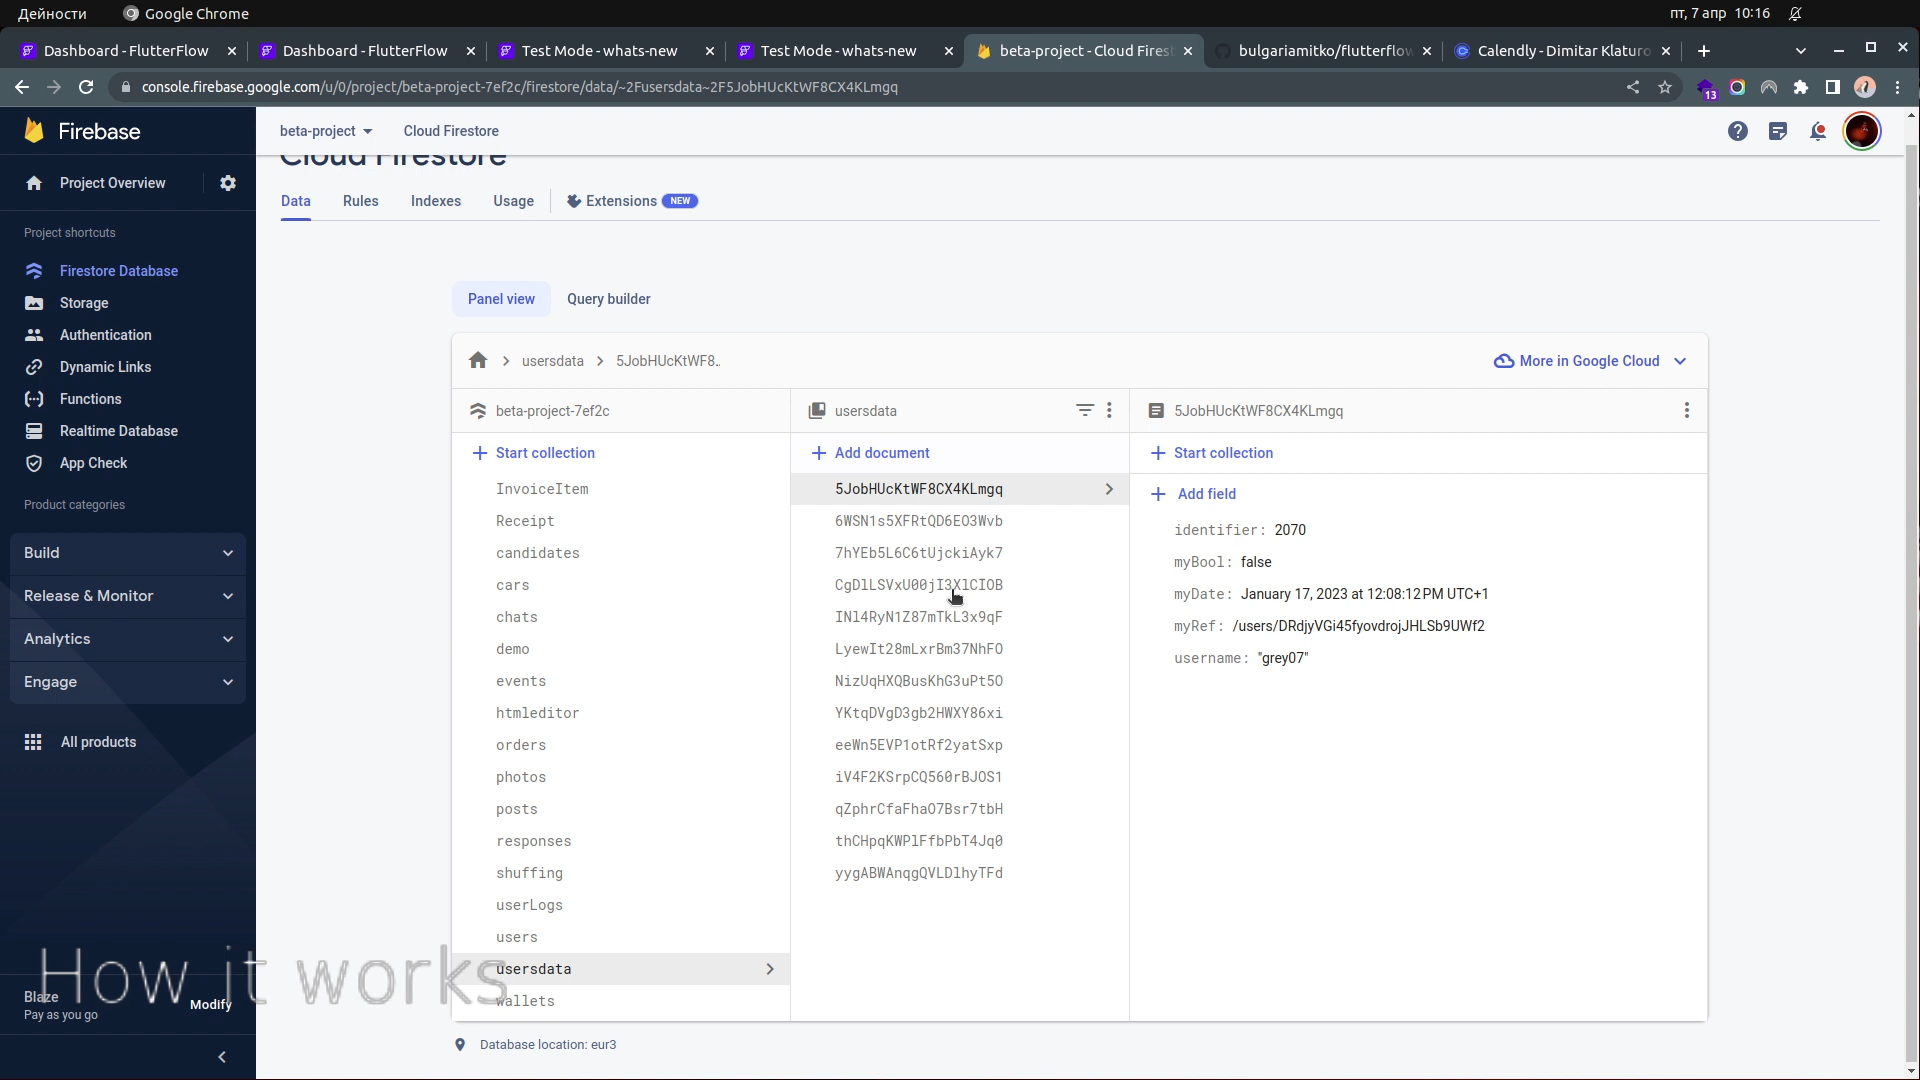 Дейности
Google Chrome
пт, 7 апр 10:16
Dashboard - FlutterFlow
Dashboard - FlutterFlow
Test Mode - whats-new
Test Mode - whats-new
beta-project - Cloud Firest
bulgariamitko/flutterflow
Calendly - Dimitar Klaturo
console.firebase.google.com/u/0/project/beta-project-7ef2c/firestore/data/~2Fusersdata~2F5JobHUcKtWF8CX4KLmgq
13
Firebase
beta-project
Cloud Firestore
Cloud Firestore
Project Overview
Data
Rules
Indexes
Usage
Extensions
NEW
Project shortcuts
Firestore Database
Storage
Authentication
Dynamic Links
Functions
Realtime Database
App Check
Product categories
Build
Release & Monitor
Analytics
Engage
All products
Panel view
Query builder
usersdata
5JobHUcKtWF8..
More in Google Cloud
beta-project-7ef2c
Start collection
InvoiceItem
Receipt
candidates
cars
chats
demo
events
htmleditor
orders
photos
posts
responses
shuffing
userLogs
users
usersdata
wallets
usersdata
Add document
5JobHUcKtWF8CX4KLmgq
6WSN1s5XFRtQD6EO3Wvb
7hYEb5L6C6tUjckiAyk7
CgDlLSVxU00jI3XlCIOB
INl4RyN1Z87mTkL3x9qF
LyewIt28mLxrBm37NhFO
NizUqHXQBusKhG3uPt5O
YKtqDVgD3gb2HWXY86xi
eeWn5EVP1otRf2yatSxp
iV4F2KSrpCQ560rBJOS1
qZphrCfaFhaO7Bsr7tbH
thCHpqKWPlFfbPbT4Jq0
yygABWAnqgQVLDlhyTFd
5JobHUcKtWF8CX4KLmgq
Start collection
Add field
identifier: 2070
myBool: false
myDate: January 17, 2023 at 12:08:12 PM UTC+1
myRef: /users/DRdjyVGi45fyovdrojJHLSb9UWf2
username: "grey07"
How it works
Blaze
Pay as you go
Modify
Database location: eur3